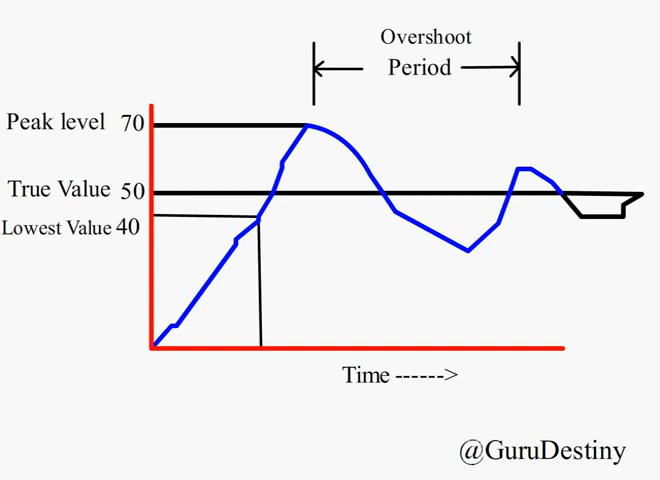 Overshoot
Period
Peak level 70
True Value 50
Lowest Value 40
Time ------>
@GuruDestiny